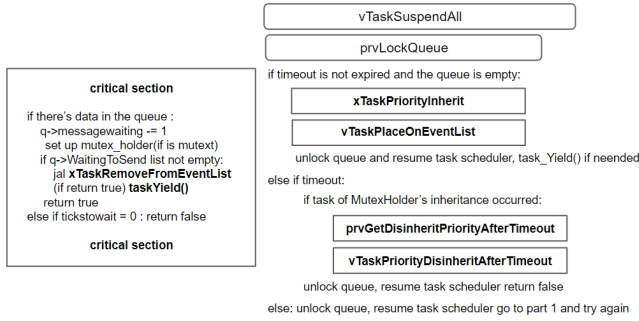 vTaskSuspendAll
prvLockQueue
critical section
if there's data in the queue :
q->messagewaiting -= 1
set up mutex_holder(if is mutext)
if q->WaitingToSend list not empty:
jal xTaskRemoveFromEventList
(if return true) taskYield()
return true
else if tickstowait = 0 : return false
critical section
if timeout is not expired and the queue is empty:
xTaskPriorityInherit
vTaskPlaceOnEventList
unlock queue and resume task scheduler, task_Yield() if neended
else if timeout:
if task of MutexHolder's inheritance occurred:
prvGetDisinheritPriorityAfterTimeout
vTaskPriorityDisinheritAfterTimeout
unlock queue, resume task scheduler return false
else: unlock queue, resume task scheduler go to part 1 and try again